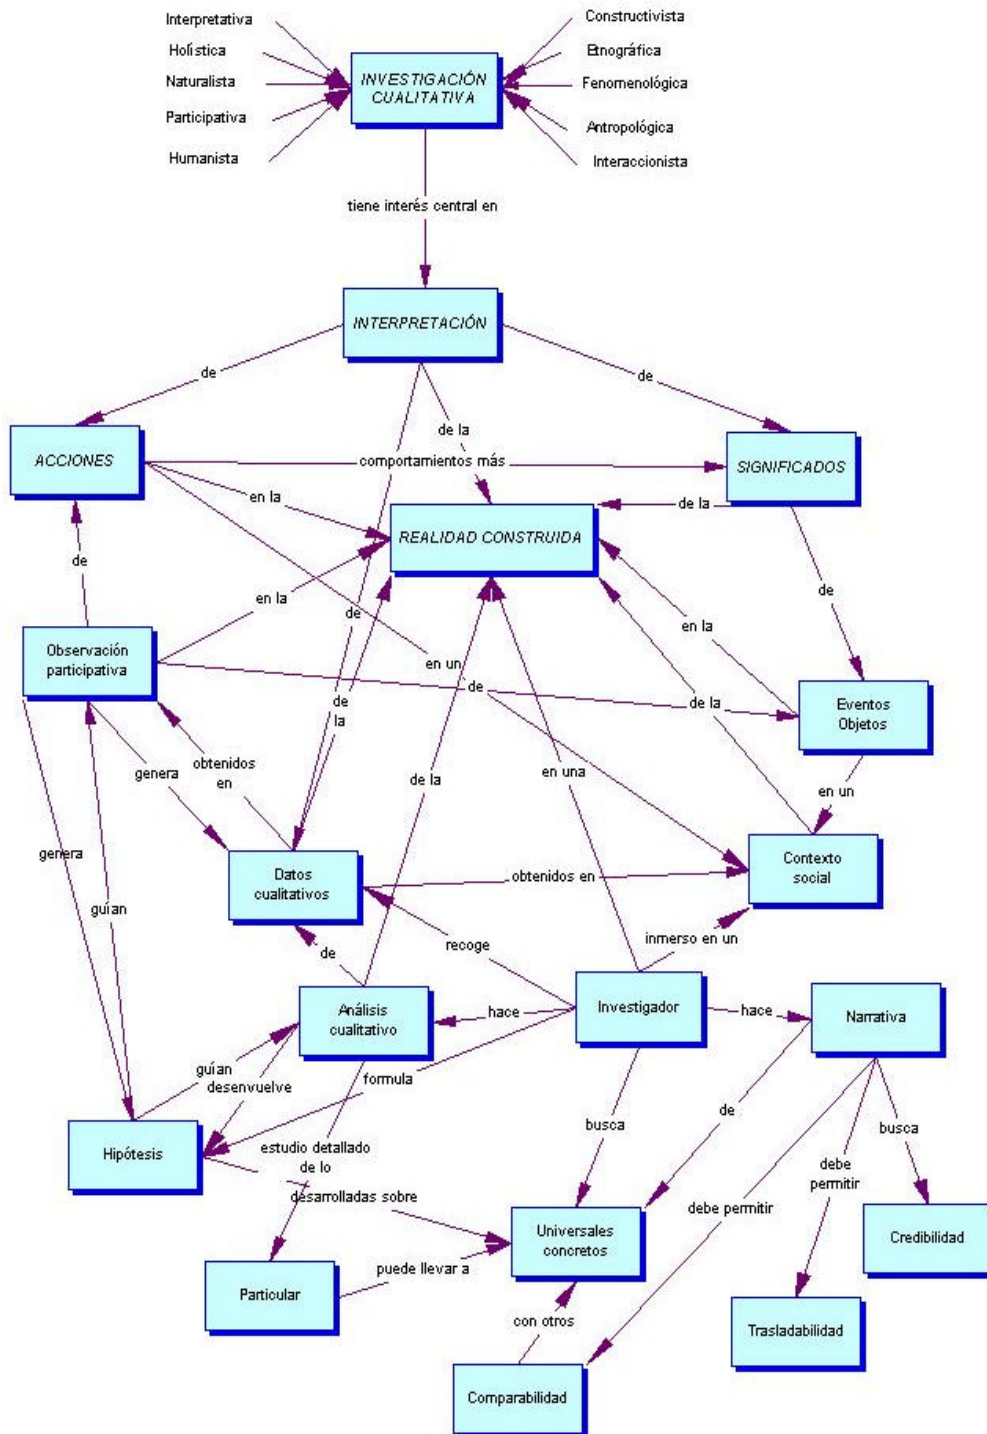 Interpretativa
Constructivista
Holística
Etnográfica
Naturalista
Fenomenológica
Participativa
Antropológica
Humanista
Interaccionista
INVESTIGACIÓN
CUALITATIVA
tiene interés central en
INTERPRETACIÓN
de
de
de la
ACCIONES
comportamientos más
SIGNIFICADOS
en la
de la
REALIDAD CONSTRUIDA
de
en la
de
de
en la
Observación
participativa
en un
de
de la
Eventos
Objetos
de
la
genera
obtenidos
en
de la
en una
en un
genera
Datos
cualitativos
obtenidos en
Contexto
social
guían
de
recoge
inmerso en un
Análisis
cualitativo
hace
Investigador
hace
Narrativa
guían
desenvuelve
formula
Hipótesis
estudio detallado
de lo
busca
de
busca
debe
permitir
desarrolladas sobre
debe permitir
Universales
concretos
Credibilidad
Particular
puede llevar a
con otros
Trasladabilidad
Comparabilidad